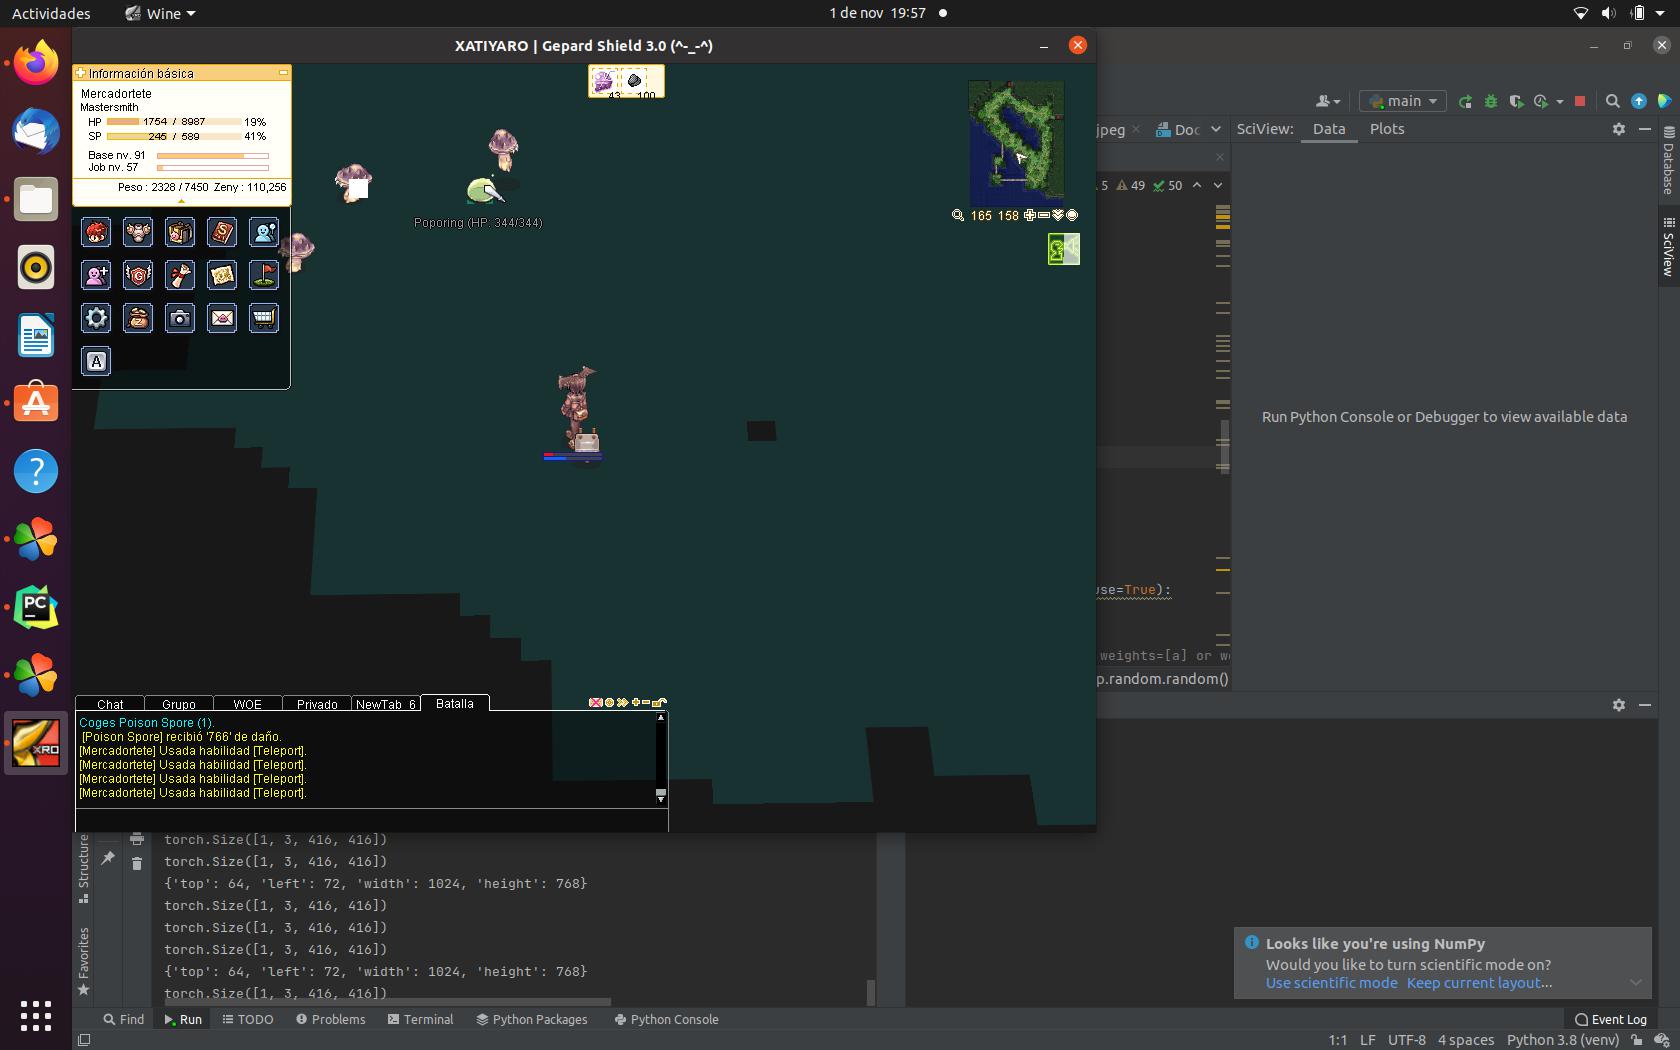 Actividades
Wine
1 de nov 19:57
XATIYARO | Gepard Shield 3.0 (^-_-^)
Información básica
Mercadortete
Mastersmith
HP 1754 / 8987 19%
SP 245 / 589 41%
Base nv. 91
Job nv. 57
Peso : 2328 / 7450 Zeny : 110,256
43 100
Poporing (HP: 344/344)
165 158
A
Chat Grupo WOE Privado NewTab_6 Batalla
Coges Poison Spore (1).
[Poison Spore] recibió '766' de daño.
[Mercadortete] Usada habilidad [Teleport].
[Mercadortete] Usada habilidad [Teleport].
[Mercadortete] Usada habilidad [Teleport].
[Mercadortete] Usada habilidad [Teleport].
main
jpeg Doc SciView: Data Plots
5 49 50
Database
SciView
Run Python Console or Debugger to view available data
use=True):
weights=[a] or w
p.random.random()
PC
XRO
Structure
Favorites
torch.Size([1, 3, 416, 416])
torch.Size([1, 3, 416, 416])
{'top': 64, 'left': 72, 'width': 1024, 'height': 768}
torch.Size([1, 3, 416, 416])
torch.Size([1, 3, 416, 416])
torch.Size([1, 3, 416, 416])
{'top': 64, 'left': 72, 'width': 1024, 'height': 768}
torch.Size([1, 3, 416, 416])
Looks like you're using NumPy
Would you like to turn scientific mode on?
Use scientific mode Keep current layout...
Find Run TODO Problems Terminal Python Packages Python Console Event Log
1:1 LF UTF-8 4 spaces Python 3.8 (venv)